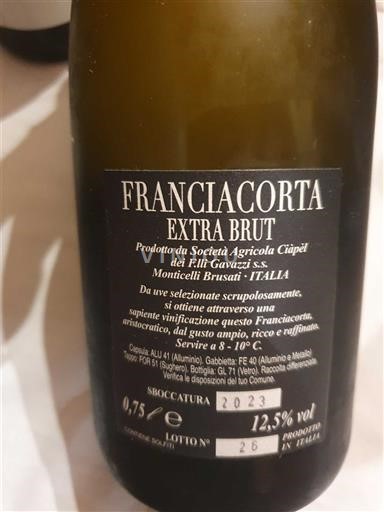 FRANCIACORTA
EXTRA BRUT
Prodotto da Società Agricola Ciàpèl
dei F.lli Gavazzi s.s.
Monticelli Brusati · ITALIA
Da uve selezionate scrupolosamente,
si ottiene attraverso una
sapiente vinificazione questo Franciacorta,
aristocratico, dal gusto ampio, ricco e raffinato.
Servire a 8 - 10° C.
Capsula: ALU 41 (Alluminio). Gabbietta: FE 40 (Alluminio e Metallo)
Tappo: FOR 51 (Sughero). Bottiglia: GL 71 (Vetro). Raccolta differenziata.
Verifica le disposizioni del tuo Comune.
SBOCCATURA 2023
0,75 l e 12,5% vol
CONTIENE SOLFITI LOTTO N° 26 PRODOTTO
IN ITALIA